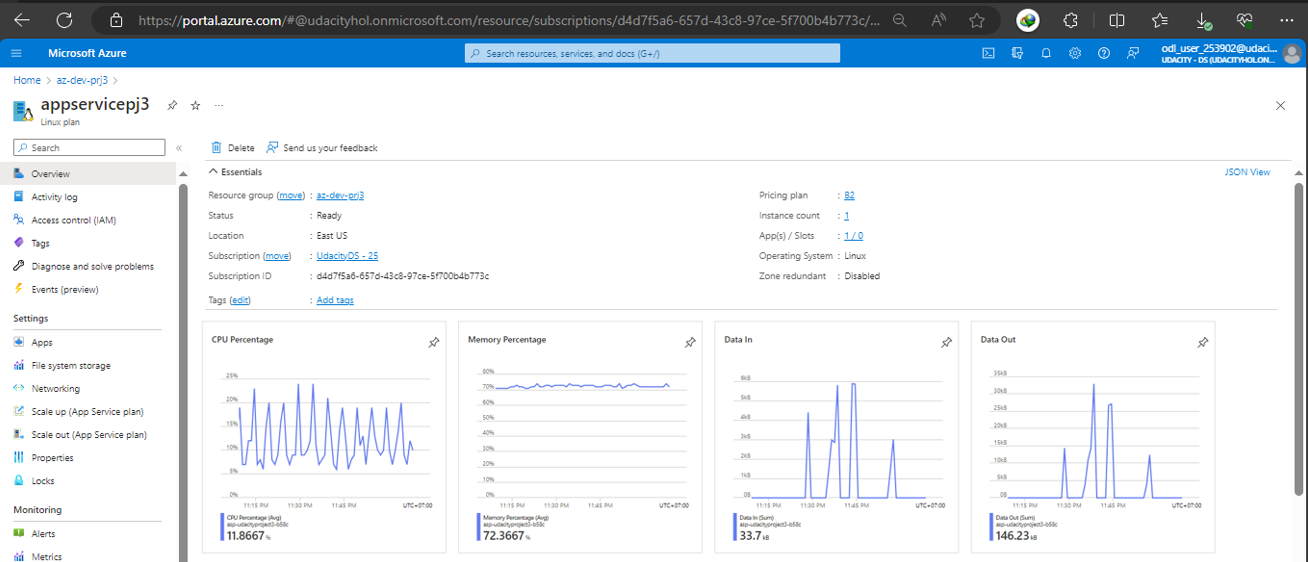 https://portal.azure.com/#@udacityhol.onmicrosoft.com/resource/subscriptions/d4d7f5a6-657d-43c8-97ce-5f700b4b773c/...
Microsoft Azure
Search resources, services, and docs (G+/)
odl_user_253902@udaci...
UDACITY - DS (UDACITYHOL.ON...
Home > az-dev-prj3 >
appservicepj3
Linux plan
Search
Delete
Send us your feedback
Overview
Activity log
Access control (IAM)
Tags
Diagnose and solve problems
Events (preview)
Settings
Apps
File system storage
Networking
Scale up (App Service plan)
Scale out (App Service plan)
Properties
Locks
Monitoring
Alerts
Metrics
Essentials
JSON View
Resource group (move) : az-dev-prj3
Status : Ready
Location : East US
Subscription (move) : UdacityDS - 25
Subscription ID : d4d7f5a6-657d-43c8-97ce-5f700b4b773c
Tags (edit) : Add tags
Pricing plan : B2
Instance count : 1
App(s) / Slots : 1 / 0
Operating System : Linux
Zone redundant : Disabled
CPU Percentage
25%
20%
15%
10%
5%
0%
11:15 PM 11:30 PM 11:45 PM UTC+07:00
CPU Percentage (Avg)
asp-udacityproject3-b58c
11.8667 %
Memory Percentage
80%
70%
60%
50%
40%
30%
20%
10%
0%
11:15 PM 11:30 PM 11:45 PM UTC+07:00
Memory Percentage (Avg)
asp-udacityproject3-b58c
72.3667 %
Data In
6kB
5kB
4kB
3kB
2kB
1kB
0B
11:15 PM 11:30 PM 11:45 PM UTC+07:00
Data In (Sum)
asp-udacityproject3-b58c
33.7 kB
Data Out
35kB
30kB
25kB
20kB
15kB
10kB
5kB
0B
11:15 PM 11:30 PM 11:45 PM UTC+07:00
Data Out (Sum)
asp-udacityproject3-b58c
146.23 kB